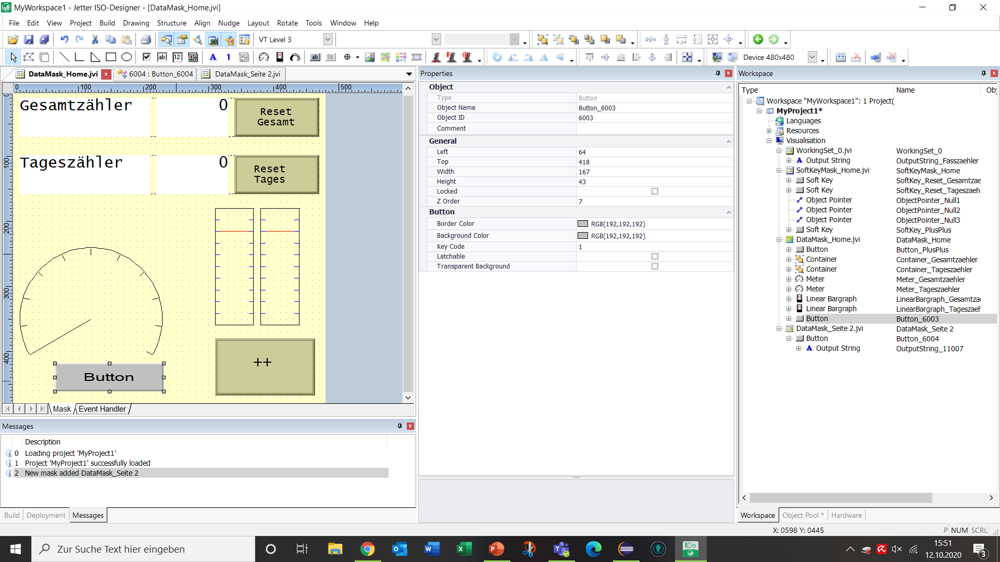 MyWorkspace1 - Jetter ISO-Designer - [DataMask_Home.jvi]
File Edit View Project Build Drawing Structure Align Nudge Layout Rotate Tools Window Help
VT Level 3
Device 480x480
DataMask_Home.jvi
6004 : Button_6004
DataMask_Seite 2.jvi
0 100 200 300 400 500
0
100
200
300
400
Gesamtzähler
0
Reset
Gesamt
Tageszähler
0
Reset
Tages
++
Button
Mask
Event Handler
Messages
Description
0 Loading project 'MyProject1'
1 Project 'MyProject1' successfully loaded
2 New mask added DataMask_Seite 2
Build Deployment Messages
Properties
Object
Type Button
Object Name Button_6003
Object ID 6003
Comment
General
Left 64
Top 418
Width 167
Height 43
Locked
Z Order 7
Button
Border Color RGB(192,192,192)
Background Color RGB(192,192,192)
Key Code 1
Latchable
Transparent Background
Workspace
Type Name Obj
Workspace "MyWorkspace1": 1 Project(
MyProject1*
Languages
Resources
Visualisation
WorkingSet_0.jvi WorkingSet_0
Output String OutputString_Fasszaehler
SoftKeyMask_Home.jvi SoftKeyMask_Home
Soft Key SoftKey_Reset_Gesamtzae
Soft Key SoftKey_Reset_Tageszaeh
Object Pointer ObjectPointer_Null1
Object Pointer ObjectPointer_Null2
Object Pointer ObjectPointer_Null3
Soft Key SoftKey_PlusPlus
DataMask_Home.jvi DataMask_Home
Button Button_PlusPlus
Container Container_Gesamtzaehler
Container Container_Tageszaehler
Meter Meter_Gesamtzaehler
Meter Meter_Tageszaehler
Linear Bargraph LinearBargraph_Gesamtza
Linear Bargraph LinearBargraph_Tageszaeh
Button Button_6003
DataMask_Seite 2.jvi DataMask_Seite 2
Button Button_6004
Output String OutputString_11007
Workspace Object Pool * Hardware
X: 0598 Y: 0445
NUM SCRL
Zur Suche Text hier eingeben
IDe
15:51
12.10.2020
3